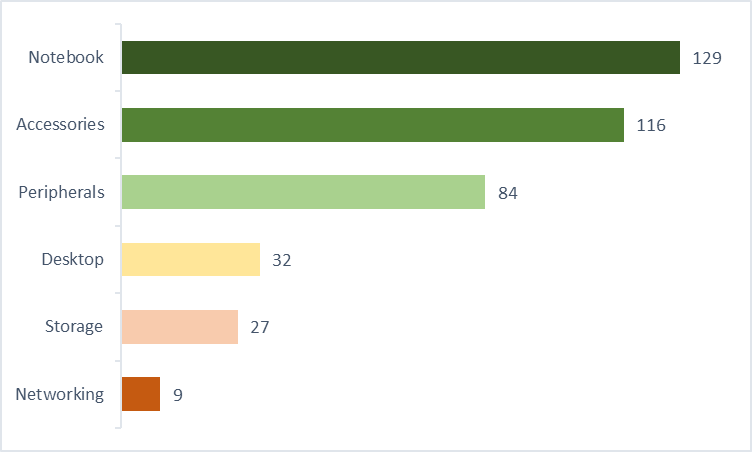 Notebook 129
Accessories 116
Peripherals 84
Desktop 32
Storage 27
Networking 9